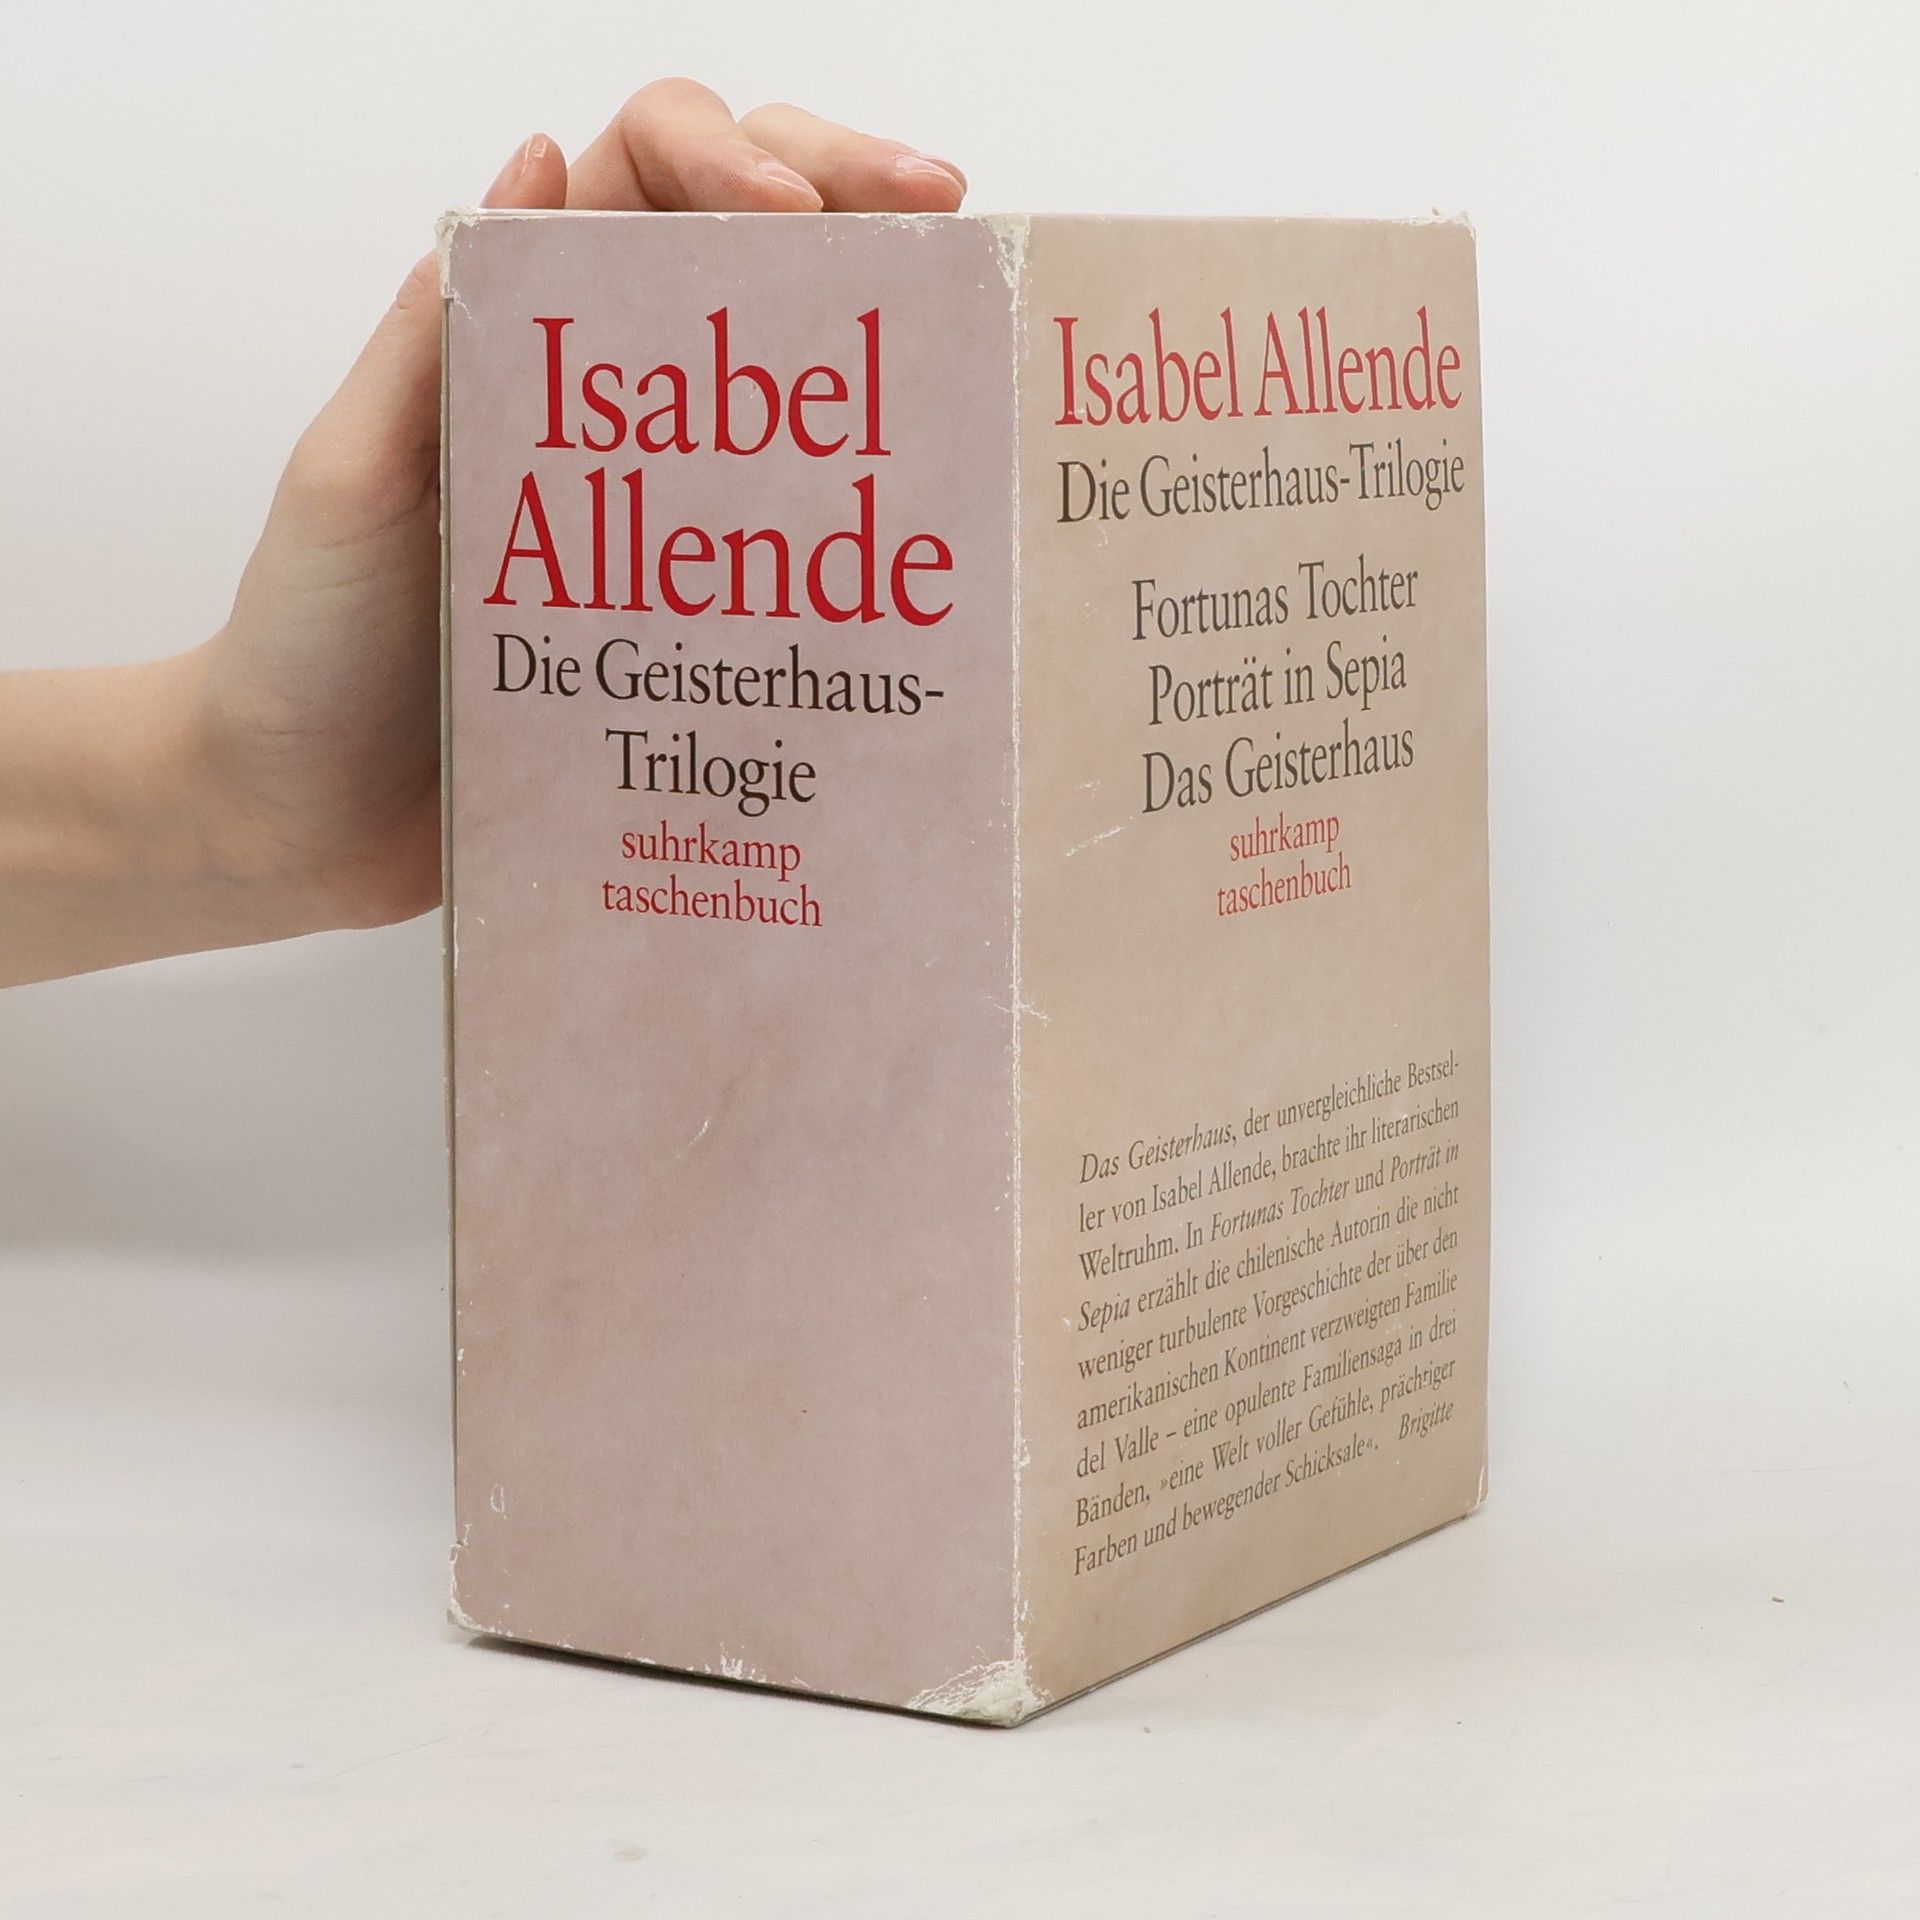 Isabel
Allende
Die Geisterhaus-
Trilogie
suhrkamp
taschenbuch
Isabel Allende
Die Geisterhaus-Trilogie
Fortunas Tochter
Porträt in Sepia
Das Geisterhaus
suhrkamp
taschenbuch
Das Geisterhaus, der unvergleichliche Bestsel-
ler von Isabel Allende, brachte ihr literarischen
Weltruhm. In Fortunas Tochter und Porträt in
Sepia erzählt die chilenische Autorin die nicht
weniger turbulente Vorgeschichte der über den
amerikanischen Kontinent verzweigten Familie
del Valle – eine opulente Familiensaga in drei
Bänden, »eine Welt voller Gefühle, prächtiger
Farben und bewegender Schicksale«. Brigitte